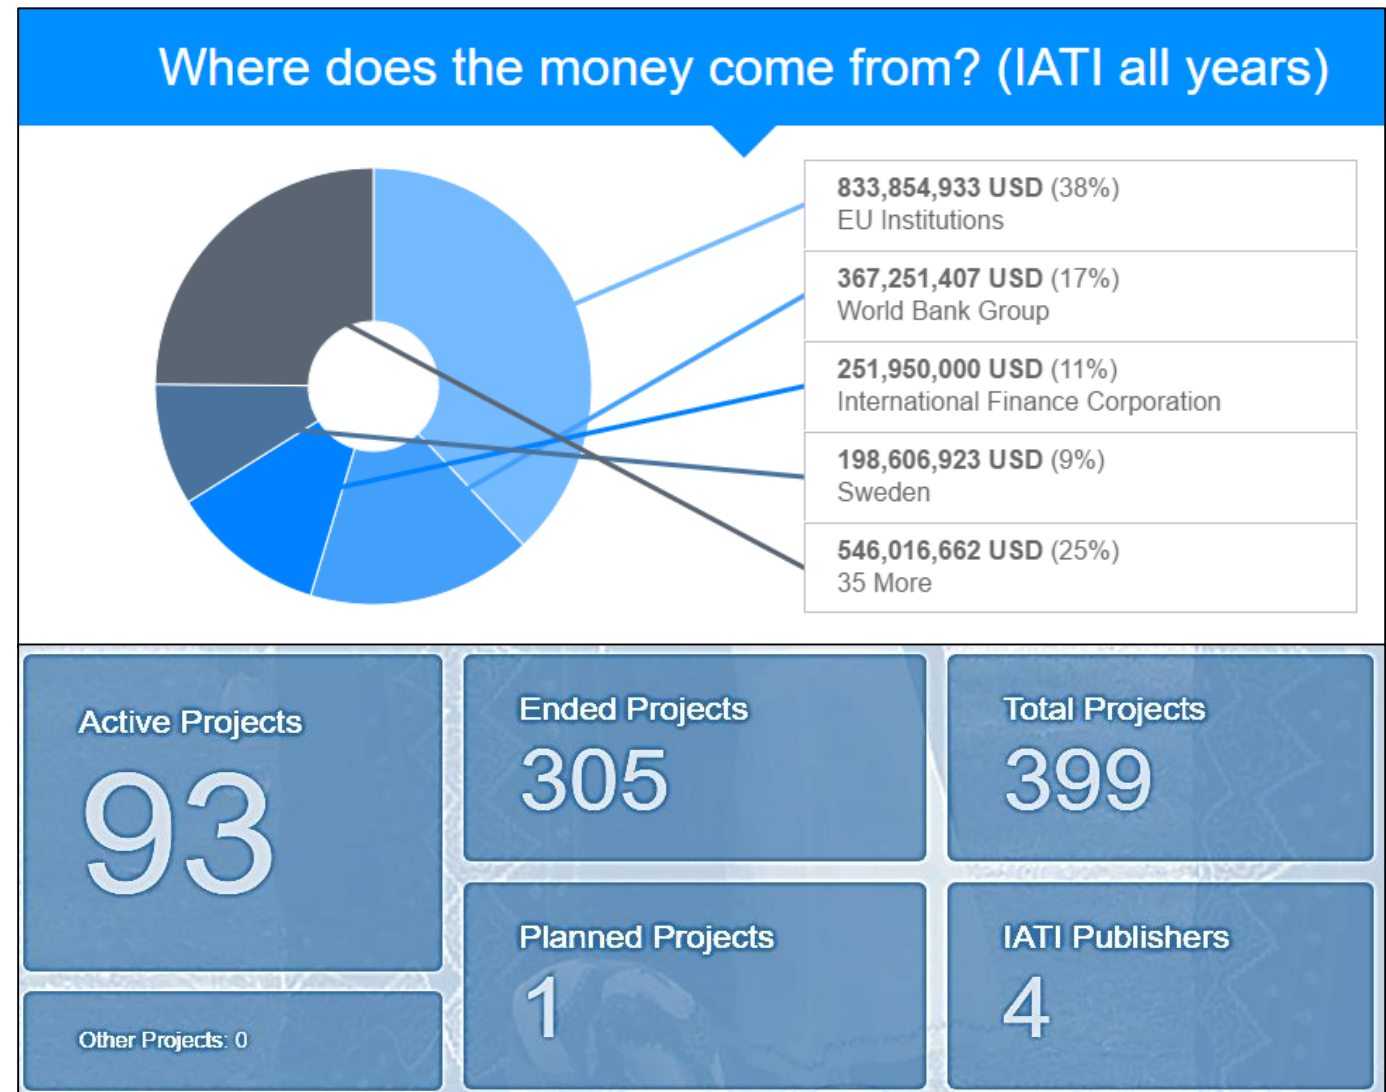 Where does the money come from? (IATI all years)
833,854,933 USD (38%)
EU Institutions
367,251,407 USD (17%)
World Bank Group
251,950,000 USD (11%)
International Finance Corporation
198,606,923 USD (9%)
Sweden
546,016,662 USD (25%)
35 More
Active Projects
93
Other Projects: 0
Ended Projects
305
Planned Projects
1
Total Projects
399
IATI Publishers
4